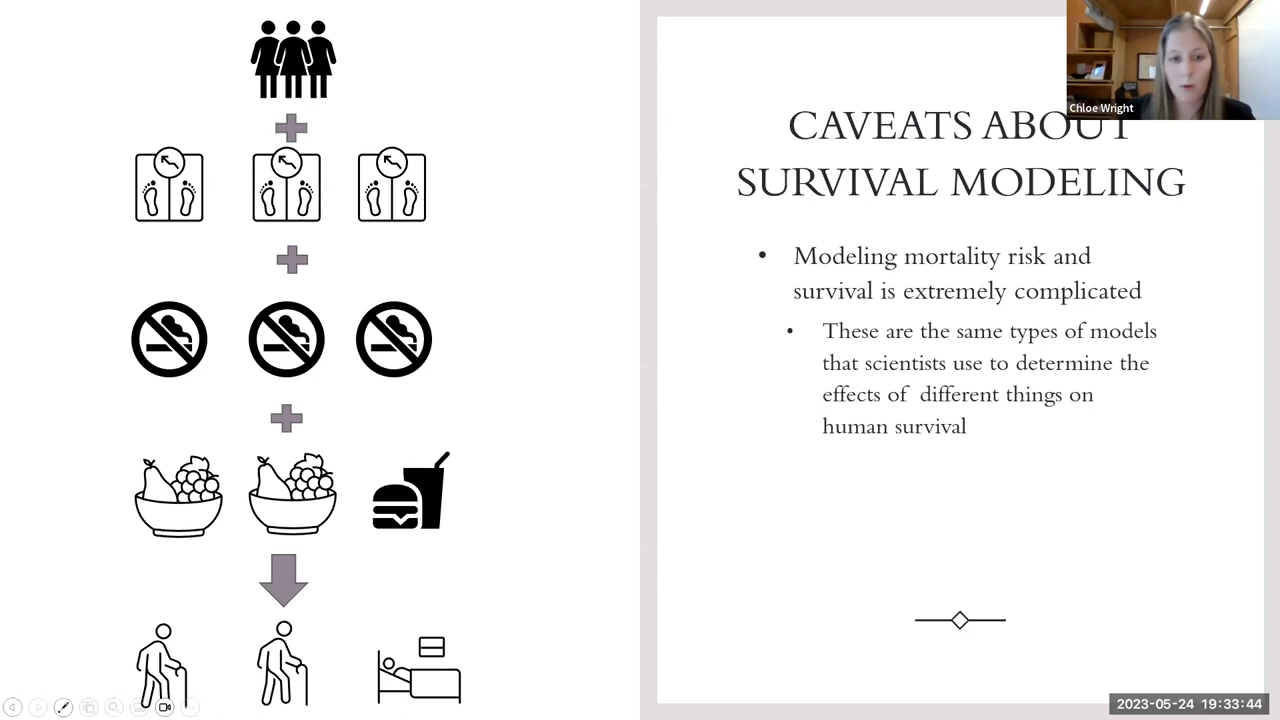 Chloe Wright
CAVEATS ABOUT
SURVIVAL MODELING
• Modeling mortality risk and
survival is extremely complicated
• These are the same types of models
that scientists use to determine the
effects of different things on
human survival
2023-05-24 19:33:44